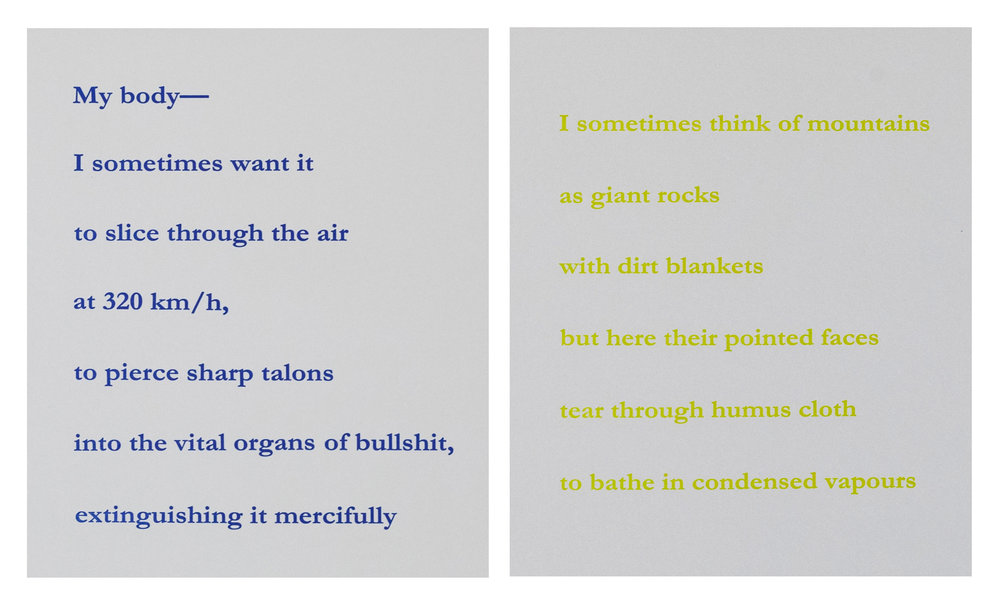 My body—
I sometimes want it
to slice through the air
at 320 km/h,
to pierce sharp talons
into the vital organs of bullshit,
extinguishing it mercifully
I sometimes think of mountains
as giant rocks
with dirt blankets
but here their pointed faces
tear through humus cloth
to bathe in condensed vapours